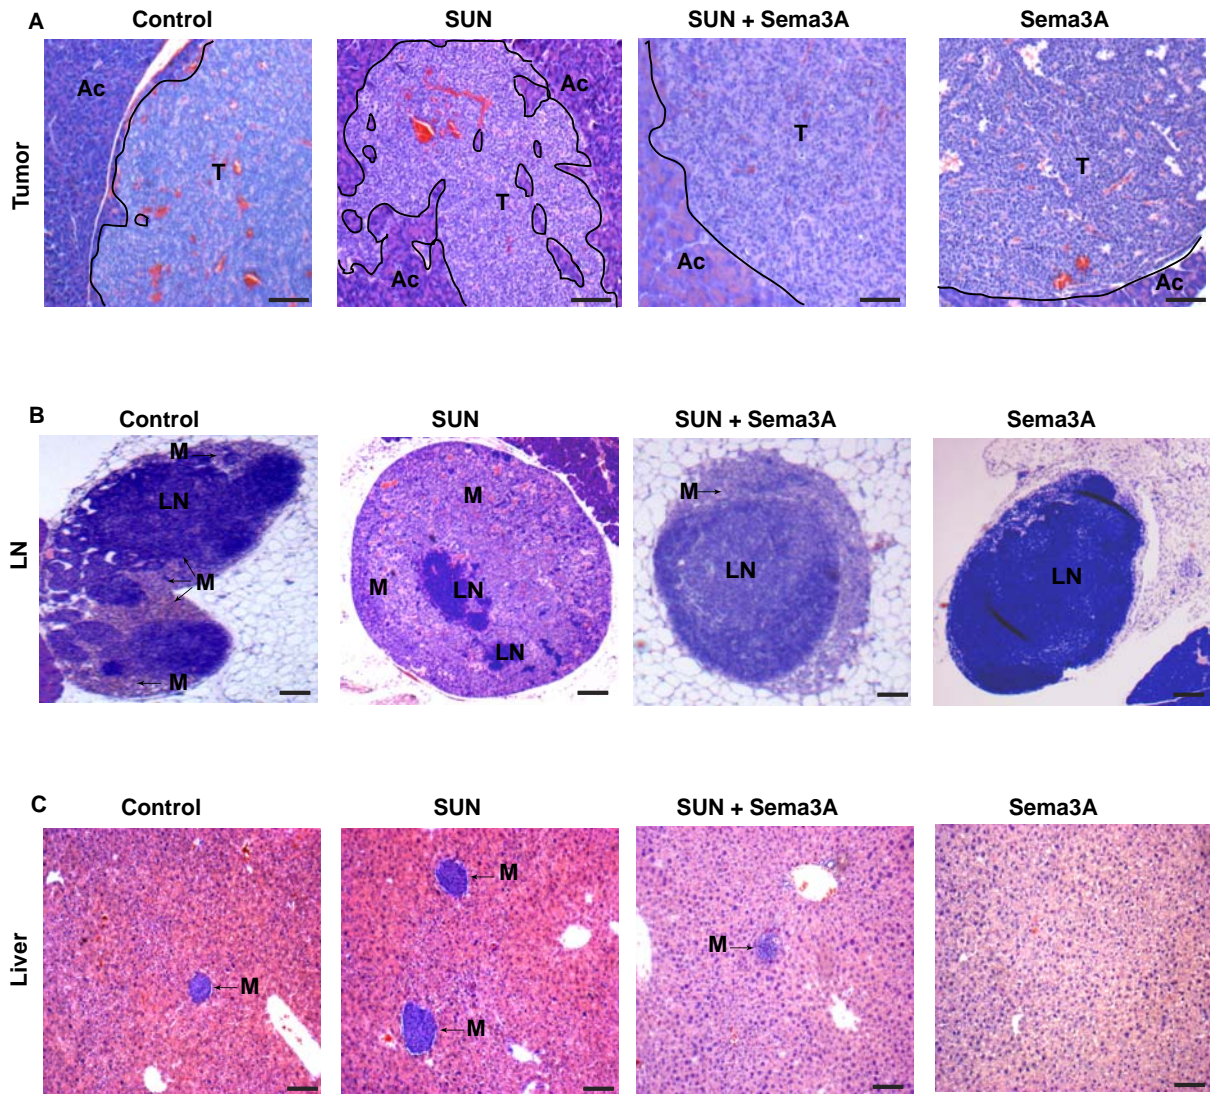 A Control SUN SUN + Sema3A Sema3A
Tumor
Ac T
Ac T Ac
T Ac
T Ac
B Control SUN SUN + Sema3A Sema3A
LN
M LN M M
M M LN LN
M LN
LN
C Control SUN SUN + Sema3A Sema3A
Liver
M
M M
M